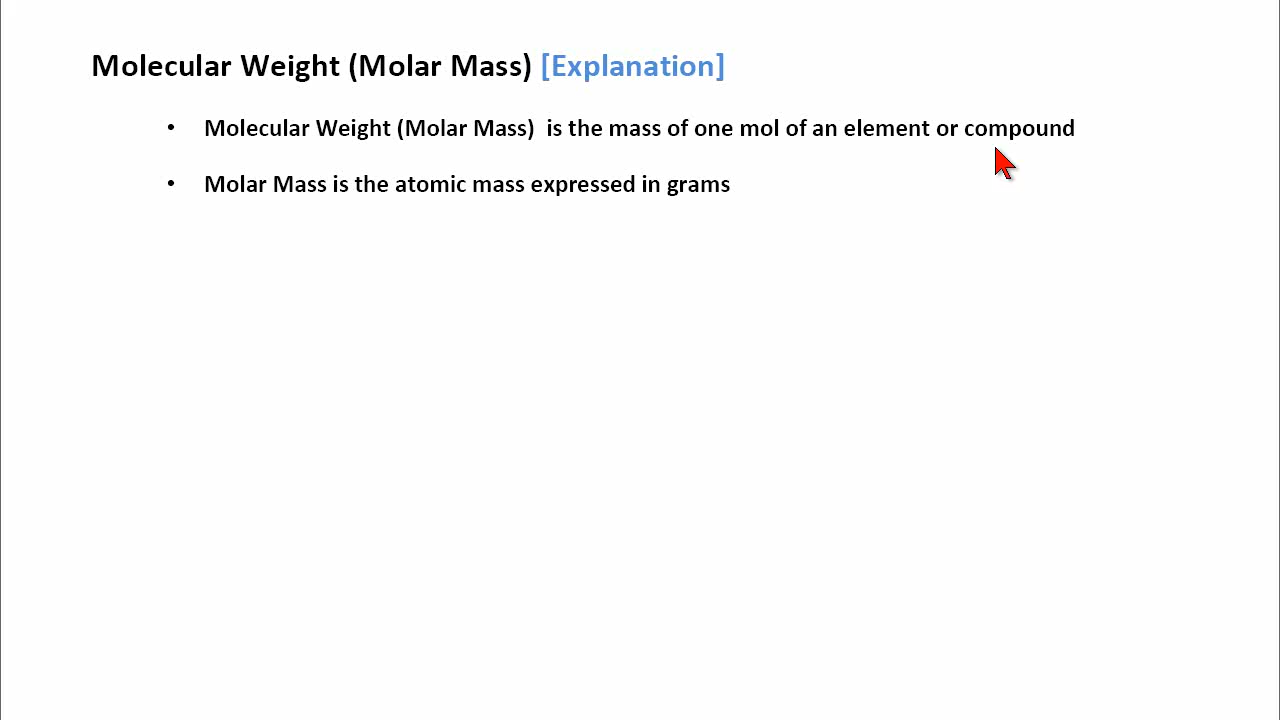 Molecular Weight (Molar Mass) [Explanation]
• Molecular Weight (Molar Mass)  is the mass of one mol of an element or compound
• Molar Mass is the atomic mass expressed in grams